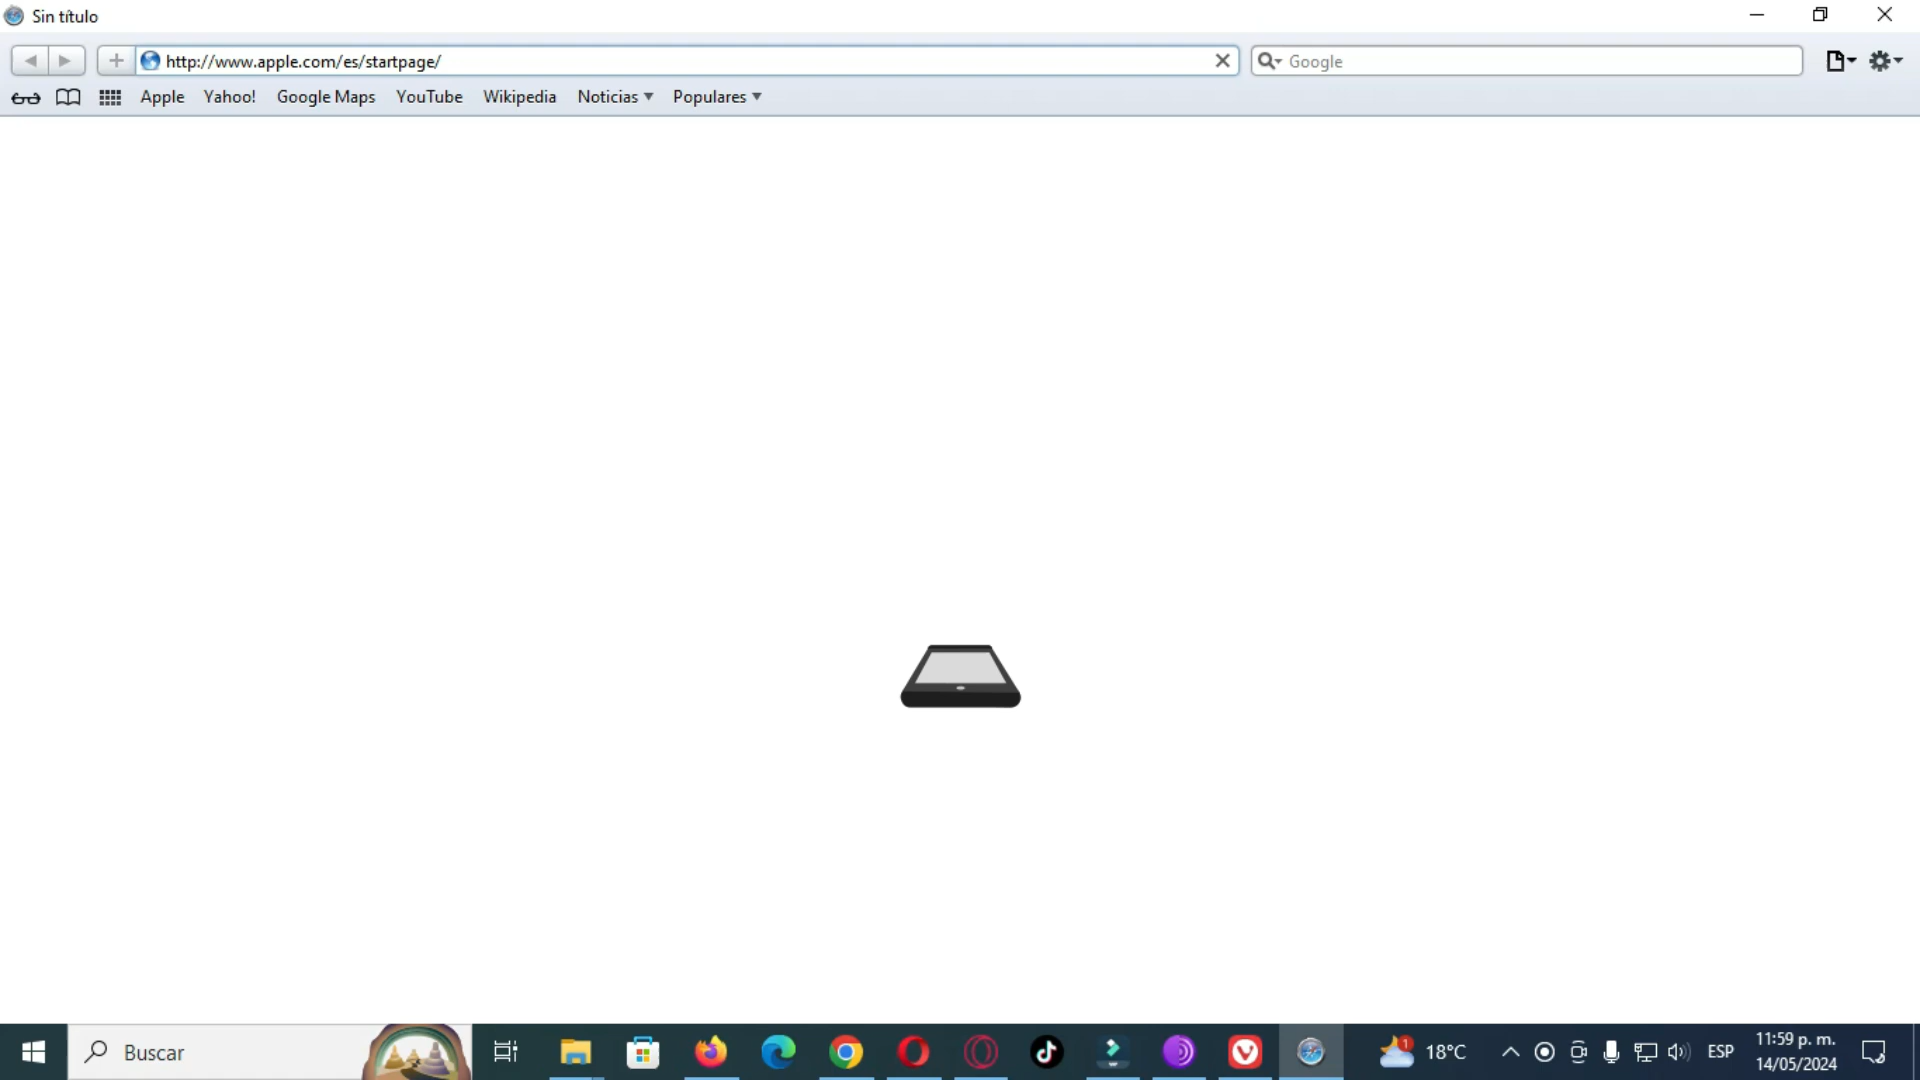 Sin título
http://www.apple.com/es/startpage/
Google
Apple Yahoo! Google Maps YouTube Wikipedia Noticias Populares
Buscar
1
18°C
ESP
11:59 p. m.
14/05/2024